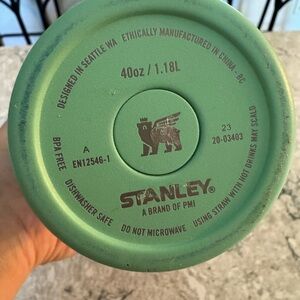 DESIGNED IN SEATTLE WA
ETHICALLY MANUFACTURED IN CHINA - BC
40oz / 1.18L
BPA FREE
A
EN12546-1
23
20-03403
STANLEY®
A BRAND OF PMI
DISHWASHER SAFE
DO NOT MICROWAVE
USING STRAW WITH HOT DRINKS MAY SCALD